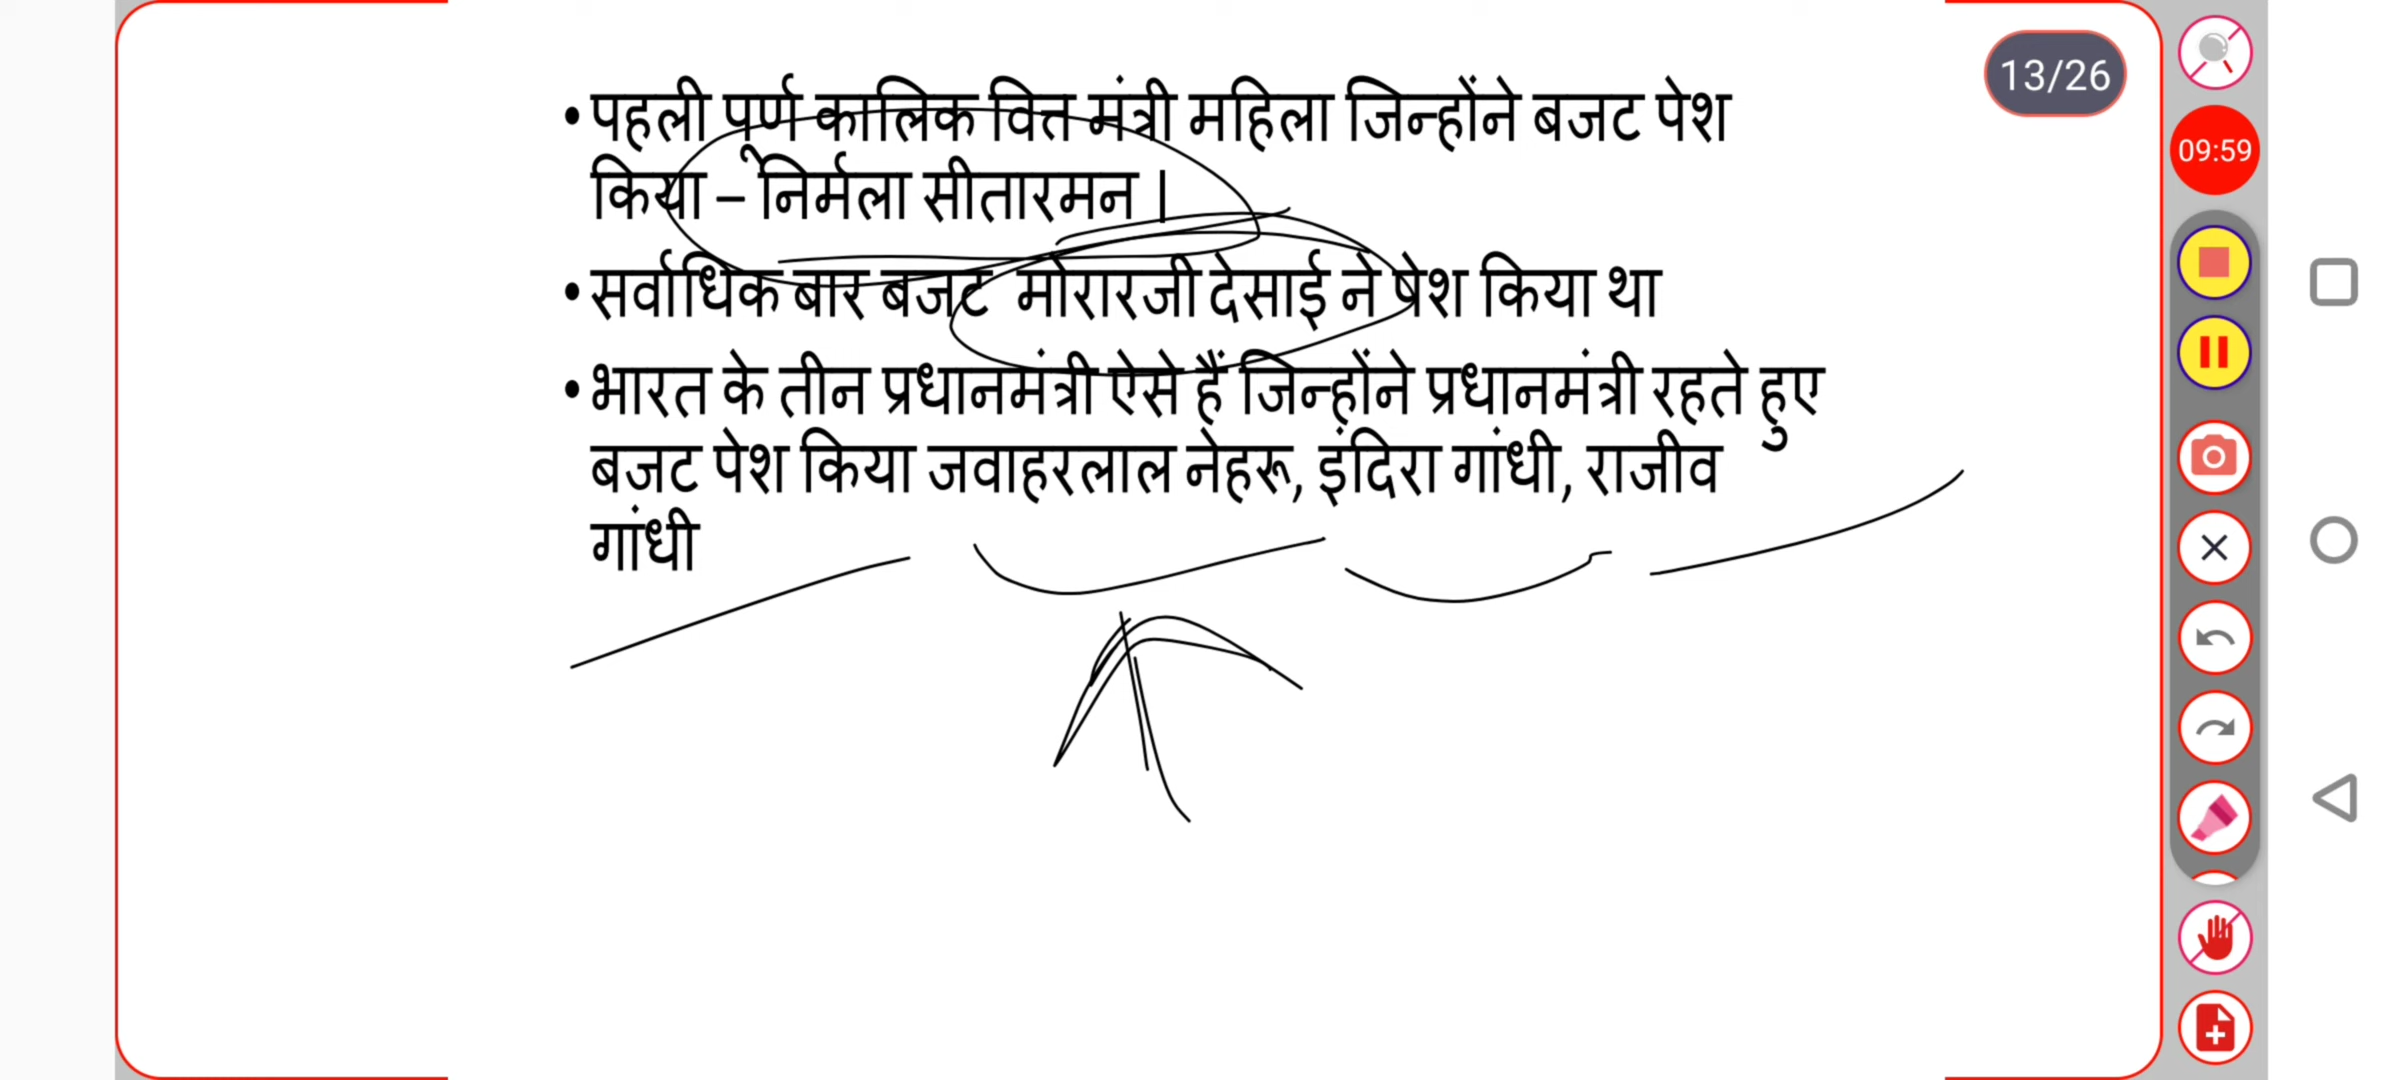 13/26
09:59
• पहली पूर्ण कालिक वित्त मंत्री महिला जिन्होंने बजट पेश
किया – निर्मला सीतारमन |
• सर्वाधिक बार बजट मोरारजी देसाई ने पेश किया था
• भारत के तीन प्रधानमंत्री ऐसे हैं जिन्होंने प्रधानमंत्री रहते हुए
बजट पेश किया जवाहरलाल नेहरू, इंदिरा गांधी, राजीव
गांधी